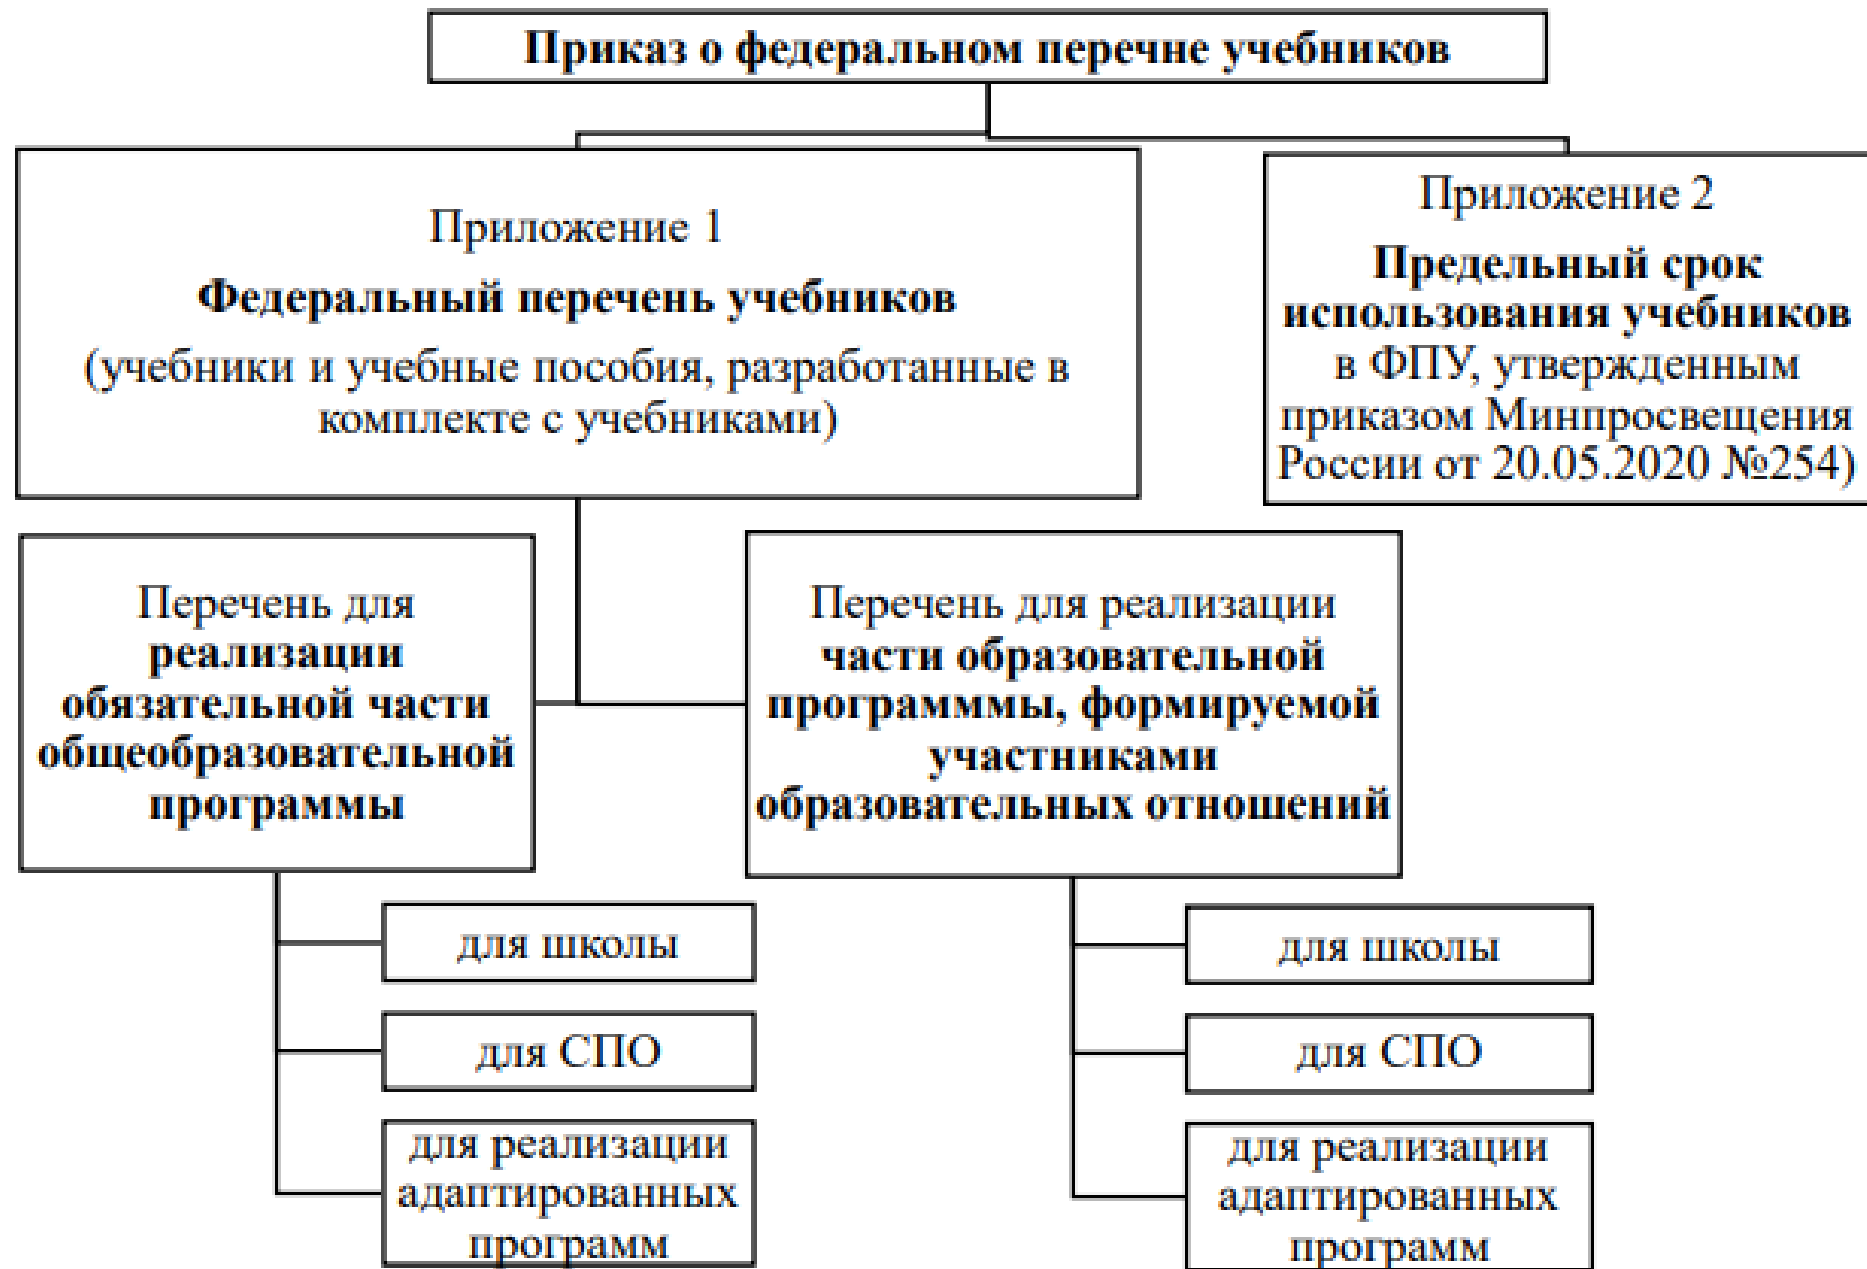 Приказ о федеральном перечне учебников
Приложение 1
Федеральный перечень учебников
(учебники и учебные пособия, разработанные в
комплекте с учебниками)
Приложение 2
Предельный срок
использования учебников
в ФПУ, утвержденным
приказом Минпросвещения
России от 20.05.2020 №254)
Перечень для
реализации
обязательной части
общеобразовательной
программы
для школы
для СПО
для реализации
адаптированных
программ
Перечень для реализации
части образовательной
программмы, формируемой
участниками
образовательных отношений
для школы
для СПО
для реализации
адаптированных
программ